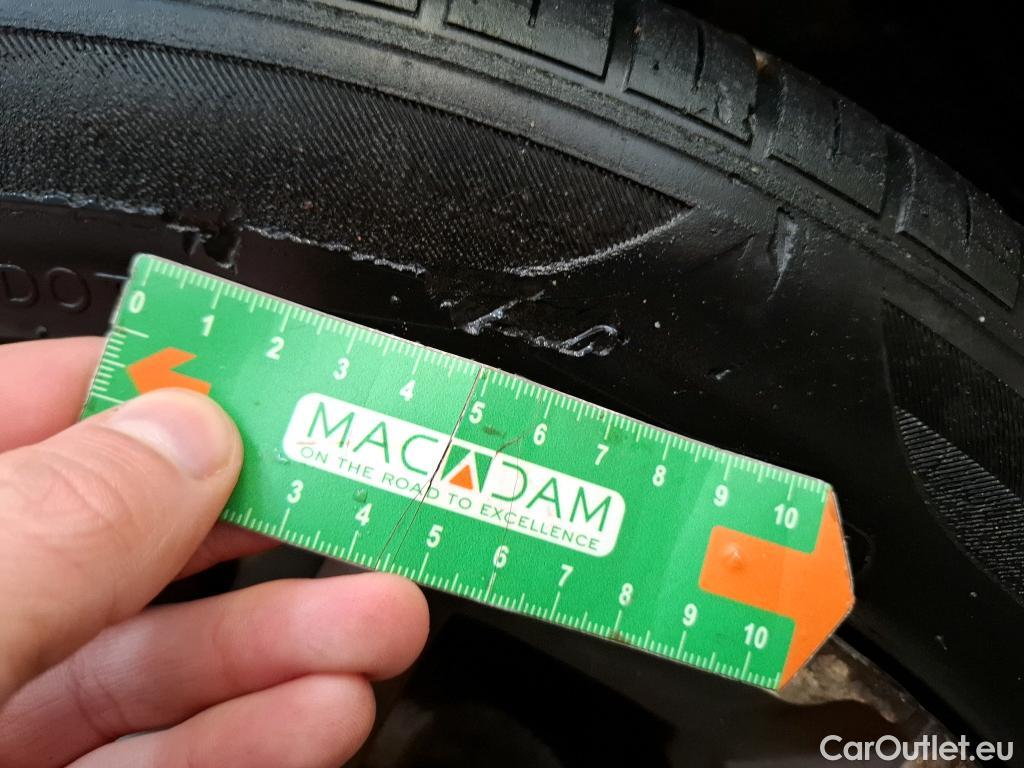 DOT
0 1 2 3 4 5 6 7 8 9 10
MACADAM
ON THE ROAD TO EXCELLENCE
3 4 5 6 7 8 9 10
CarOutlet.eu